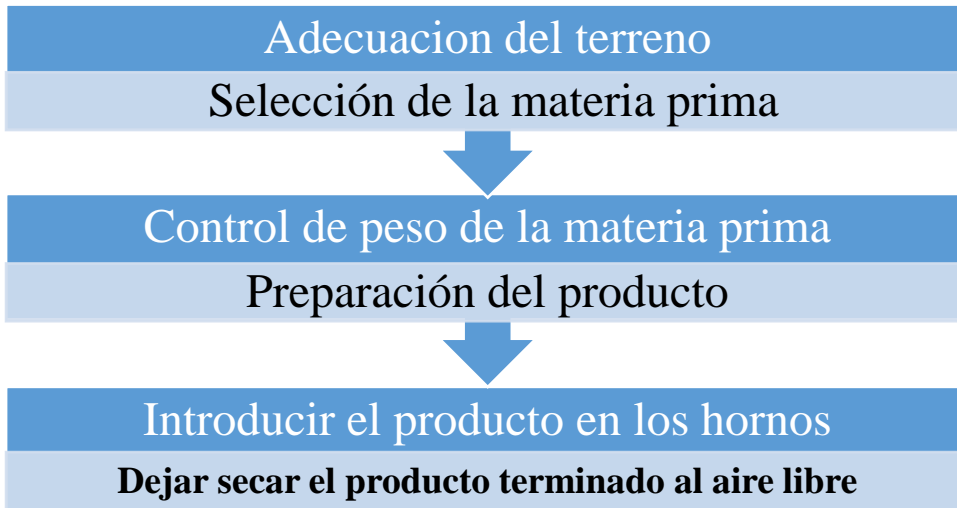 Adecuacion del terreno
Selección de la materia prima
Control de peso de la materia prima
Preparación del producto
Introducir el producto en los hornos
Dejar secar el producto terminado al aire libre